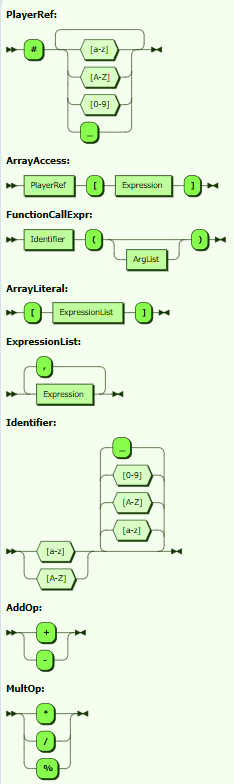 PlayerRef:
# [a-z]
[A-Z]
[0-9]
_
ArrayAccess:
PlayerRef [ Expression ]
FunctionCallExpr:
Identifier ( )
ArgList
ArrayLiteral:
[ ExpressionList ]
ExpressionList:
,
Expression
Identifier:
_
[0-9]
[A-Z]
[a-z]
[a-z]
[A-Z]
AddOp:
+
-
MultOp:
*
/
%